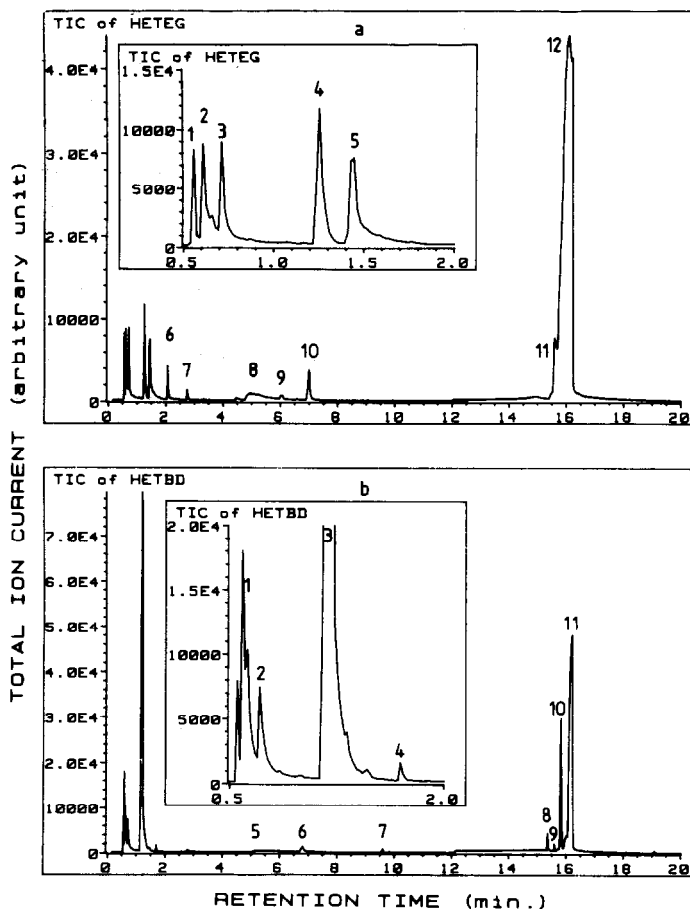 TIC of HETEG
a
TIC of HETEG
1.5E4
10000
5000
0
1 2 3 4 5
0.5 1.0 1.5 2.0
4.0E4
3.0E4
2.0E4
10000
0
6 7 8 9 10 11 12
0 2 4 6 8 10 12 14 16 18 20
TIC of HETBD
b
TIC of HETBD
2.0E4
1.5E4
10000
5000
0
1 2 3 4
0.5 2.0
7.0E4
6.0E4
5.0E4
4.0E4
3.0E4
2.0E4
10000
0
5 6 7 8 9 10 11
0 2 4 6 8 10 12 14 16 18 20
TOTAL ION CURRENT (arbitrary unit)
RETENTION TIME (min.)